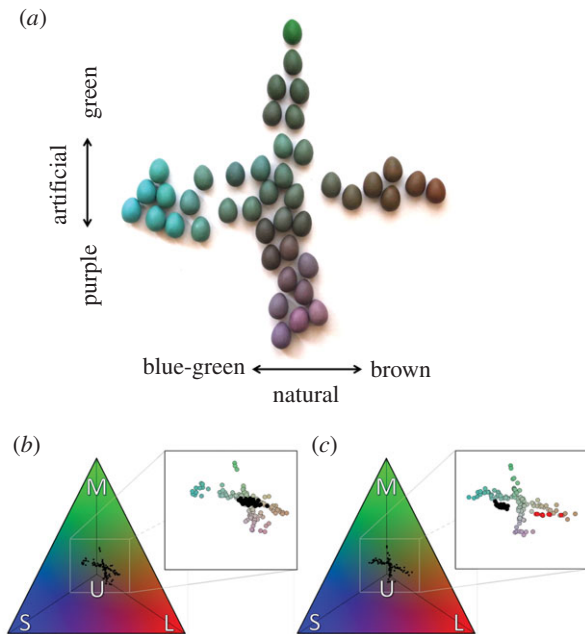 (a)
green
artificial
purple
blue-green
brown
natural
(b)
M
U
S
L
(c)
M
U
S
L